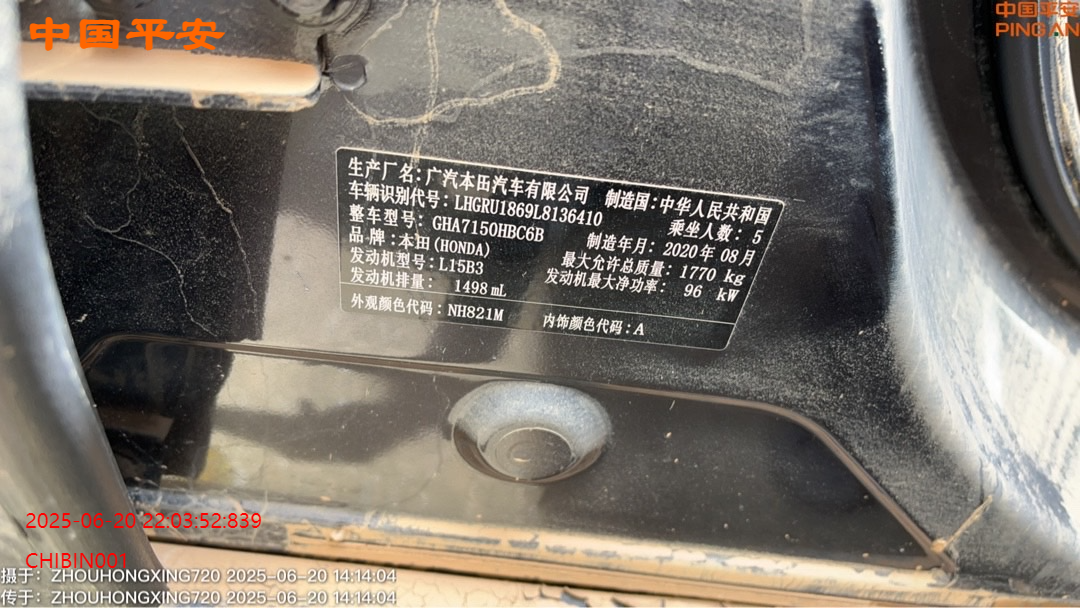 中国平安
中国平安
PING AN
生产厂名：广汽本田汽车有限公司 制造国：中华人民共和国
车辆识别代号：LHGRU1869L8136410 乘坐人数：5
整车型号：GHA7150HBC6B 制造年月：2020年08月
品·牌：本田(HONDA) 最大允许总质量：1770 kg
发动机型号：L15B3 发动机最大净功率：96 kW
发动机排量：1498 mL
外观颜色代码：NH821M 内饰颜色代码：A
2025-06-20 22:03:52:839
CHIBIN001
摄于：ZHOUHONGXING720 2025-06-20 14:14:04
传于：ZHOUHONGXING720 2025-06-20 14:14:04